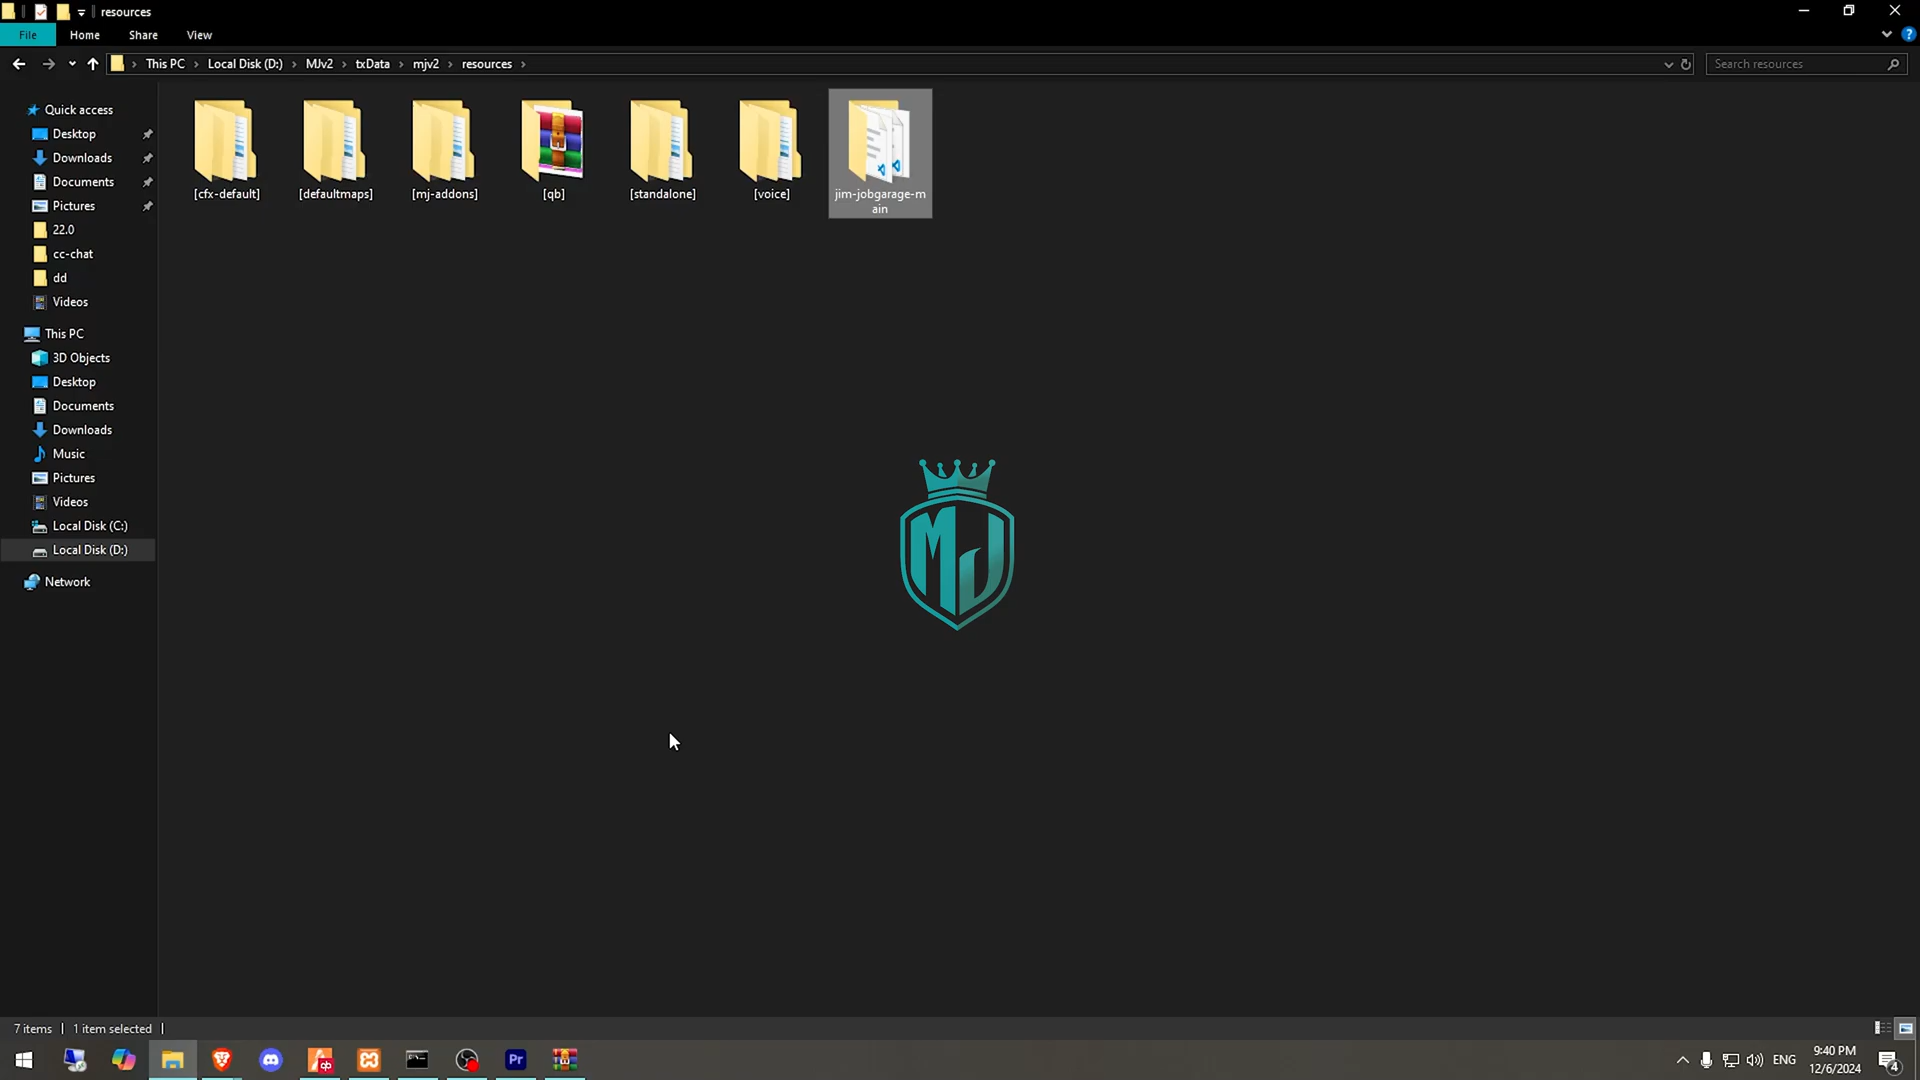 resources
File Home Share View
This PC Local Disk (D:) MJv2 txData mjv2 resources
Search resources
Quick access
Desktop
Downloads
Documents
Pictures
22.0
cc-chat
dd
Videos
This PC
3D Objects
Desktop
Documents
Downloads
Music
Pictures
Videos
Local Disk (C:)
Local Disk (D:)
Network
[cfx-default] [defaultmaps] [mj-addons] [qb] [standalone] [voice] jim-jobgarage-m
ain
MJ
7 items 1 item selected
qb
Pr
ENG
9:40 PM
12/6/2024
4